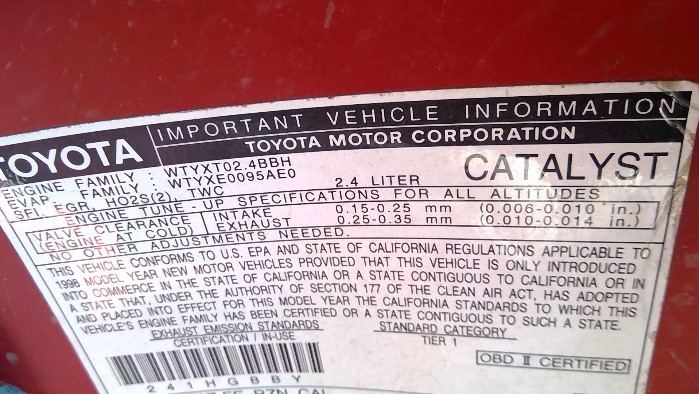 TOYOTA
IMPORTANT VEHICLE INFORMATION
TOYOTA MOTOR CORPORATION
ENGINE FAMILY : WTYXT02.4BBH
EVAP. FAMILY : WTYXE0095AE0
SFI, EGR, HO2S(2), TWC
2.4 LITER
CATALYST
ENGINE TUNE-UP SPECIFICATIONS FOR ALL ALTITUDES
VALVE CLEARANCE INTAKE 0.15-0.25 mm (0.006-0.010 in.)
(ENGINE AT COLD) EXHAUST 0.25-0.35 mm (0.010-0.014 in.)
NO OTHER ADJUSTMENTS NEEDED.
THIS VEHICLE CONFORMS TO U.S. EPA AND STATE OF CALIFORNIA REGULATIONS APPLICABLE TO
1998 MODEL YEAR NEW MOTOR VEHICLES PROVIDED THAT THIS VEHICLE IS ONLY INTRODUCED
INTO COMMERCE IN THE STATE OF CALIFORNIA OR A STATE CONTIGUOUS TO CALIFORNIA OR IN
A STATE THAT, UNDER THE AUTHORITY OF SECTION 177 OF THE CLEAN AIR ACT, HAS ADOPTED
AND PLACED INTO EFFECT FOR THIS MODEL YEAR THE CALIFORNIA STANDARDS TO WHICH THIS
VEHICLE'S ENGINE FAMILY HAS BEEN CERTIFIED OR A STATE CONTIGUOUS TO SUCH A STATE.
EXHAUST EMISSION STANDARDS STANDARD CATEGORY
CERTIFICATION / IN-USE TIER 1
OBD II CERTIFIED
241HGBBY
RZN CAL